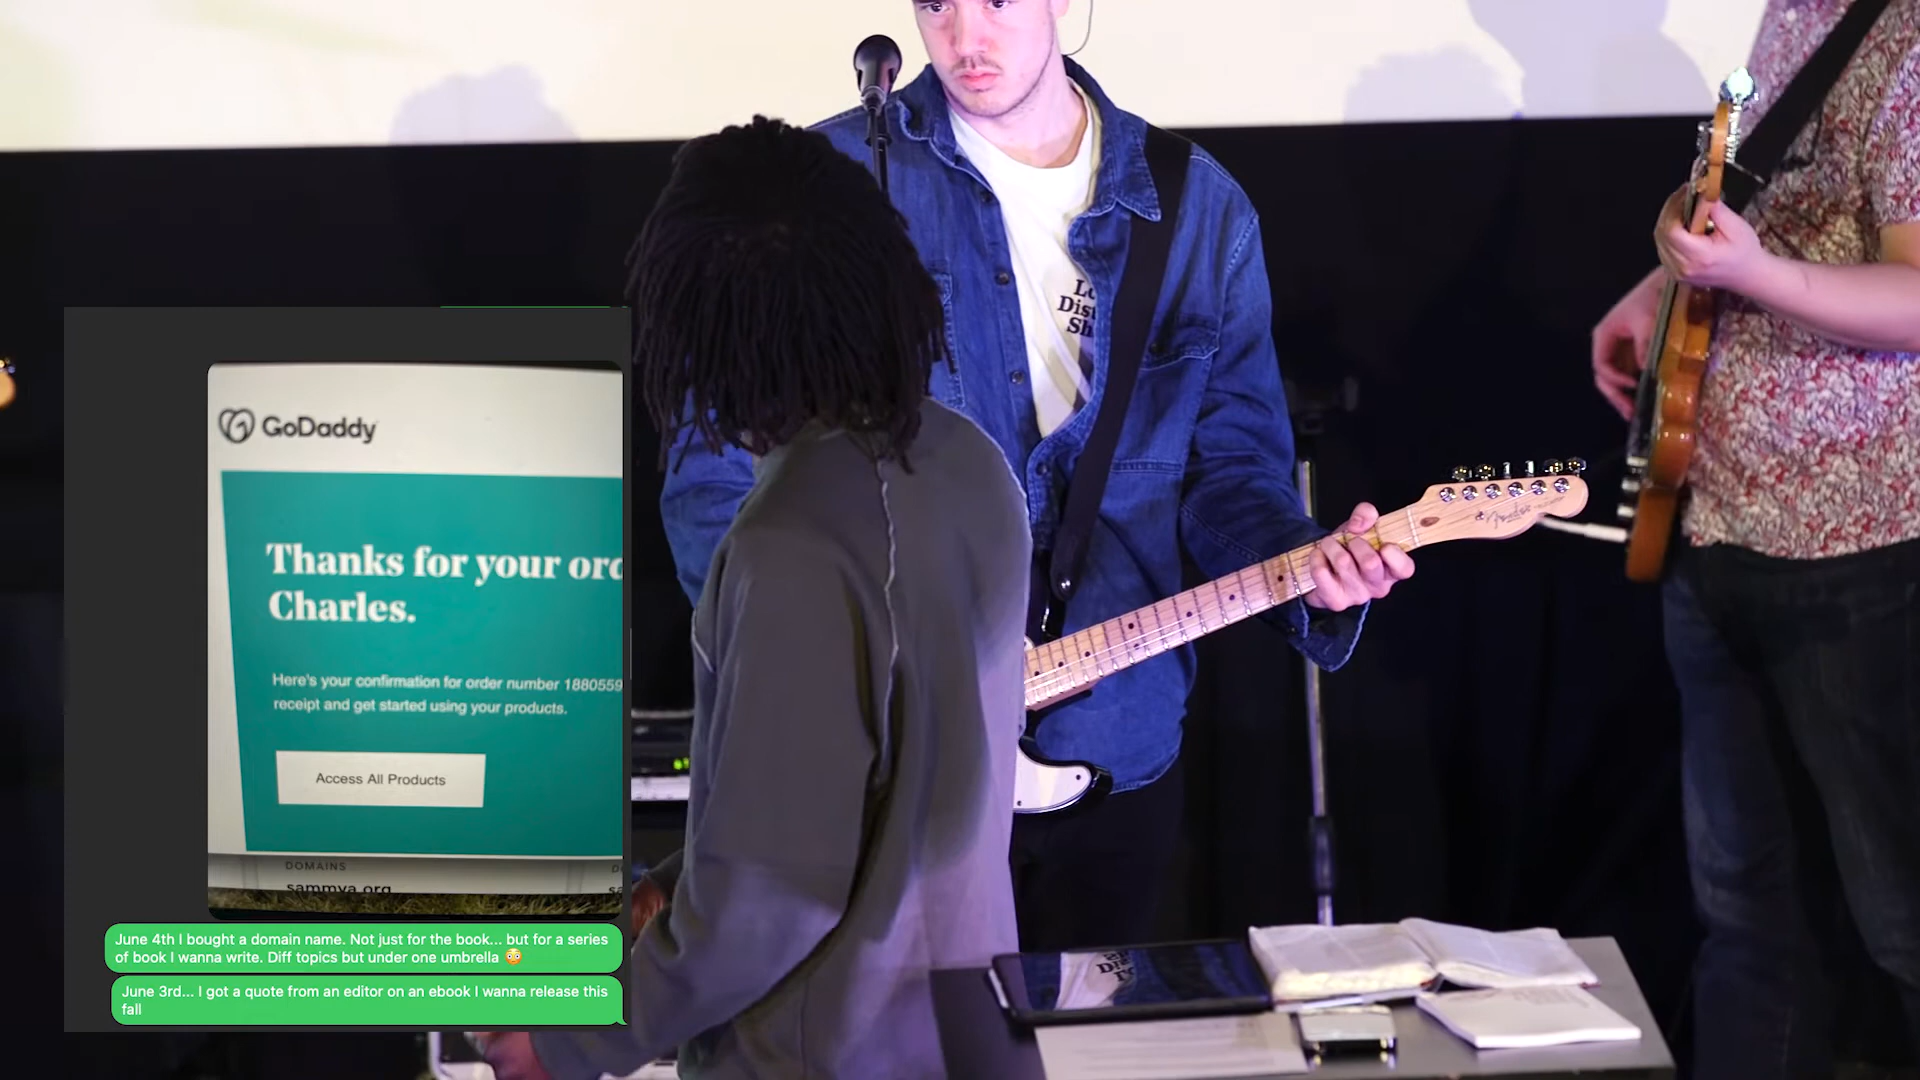 GoDaddy
Thanks for your
Charles.
Here's your confirmation for order number 1880559
receipt and get started using your products.
Access All Products
DOMAINS
sammya.org
June 4th I bought a domain name. Not just for the book... but for a series
of book I wanna write. Diff topics but under one umbrella 😳
June 3rd... I got a quote from an editor on an ebook I wanna release this
fall
Fender